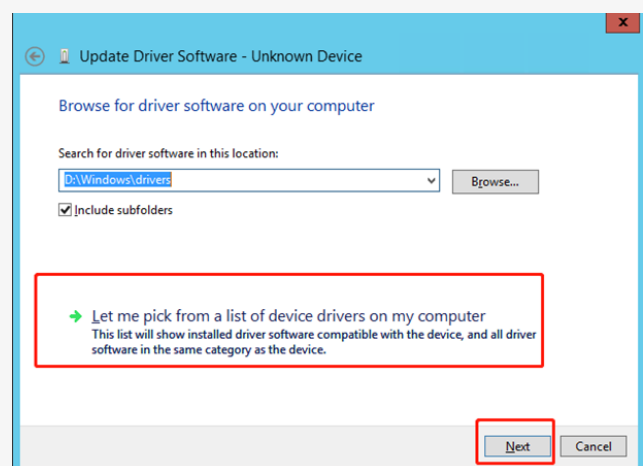 x
Update Driver Software - Unknown Device
Browse for driver software on your computer
Search for driver software in this location:
D:\Windows\drivers
Browse...
Include subfolders
Let me pick from a list of device drivers on my computer
This list will show installed driver software compatible with the device, and all driver
software in the same category as the device.
Next
Cancel